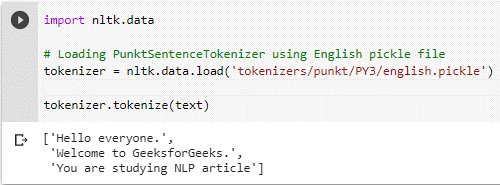 import nltk.data
# Loading PunktSentenceTokenizer using English pickle file
tokenizer = nltk.data.load('tokenizers/punkt/PY3/english.pickle')
tokenizer.tokenize(text)
['Hello everyone.',
'Welcome to GeeksforGeeks.',
'You are studying NLP article']